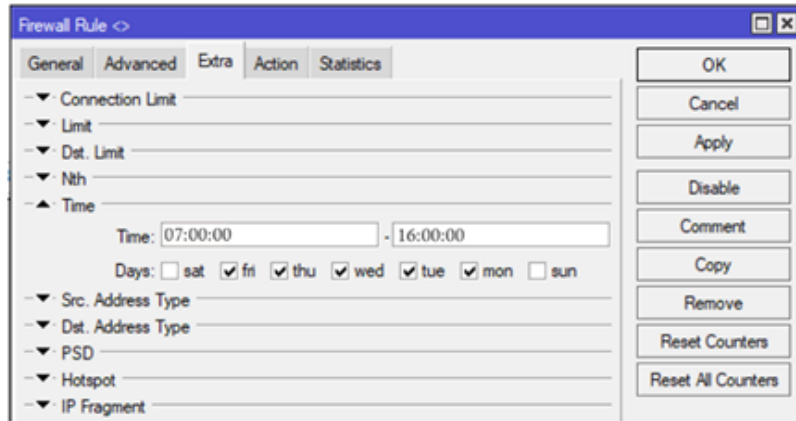 Firewall Rule <>
General Advanced Extra Action Statistics
Connection Limit
Limit
Dst. Limit
Nth
Time
Time: 07:00:00 - 16:00:00
Days: sat fri thu wed tue mon sun
Src. Address Type
Dst. Address Type
PSD
Hotspot
IP Fragment
OK
Cancel
Apply
Disable
Comment
Copy
Remove
Reset Counters
Reset All Counters